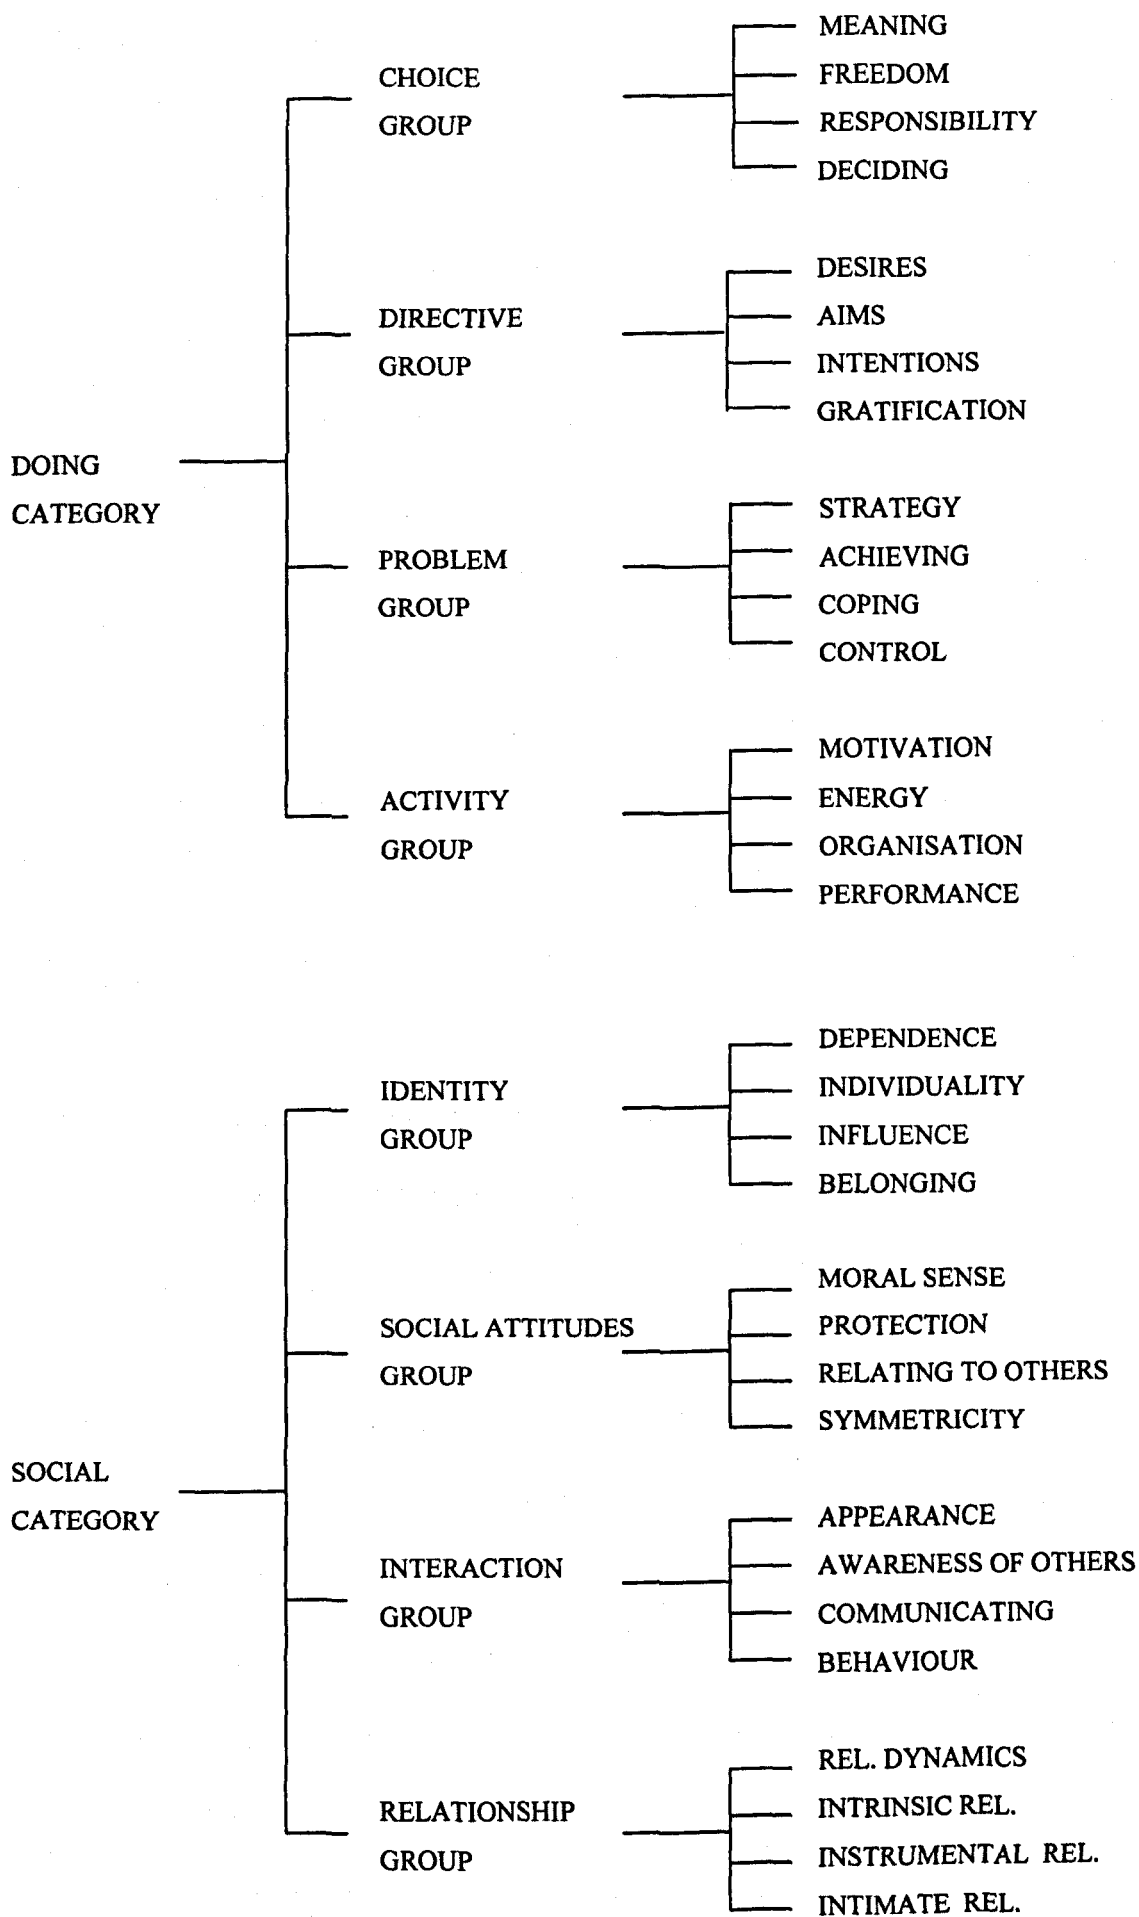 DOING
CATEGORY
CHOICE
GROUP
MEANING
FREEDOM
RESPONSIBILITY
DECIDING
DIRECTIVE
GROUP
DESIRES
AIMS
INTENTIONS
GRATIFICATION
PROBLEM
GROUP
STRATEGY
ACHIEVING
COPING
CONTROL
ACTIVITY
GROUP
MOTIVATION
ENERGY
ORGANISATION
PERFORMANCE
SOCIAL
CATEGORY
IDENTITY
GROUP
DEPENDENCE
INDIVIDUALITY
INFLUENCE
BELONGING
SOCIAL ATTITUDES
GROUP
MORAL SENSE
PROTECTION
RELATING TO OTHERS
SYMMETRICITY
INTERACTION
GROUP
APPEARANCE
AWARENESS OF OTHERS
COMMUNICATING
BEHAVIOUR
RELATIONSHIP
GROUP
REL. DYNAMICS
INTRINSIC REL.
INSTRUMENTAL REL.
INTIMATE REL.